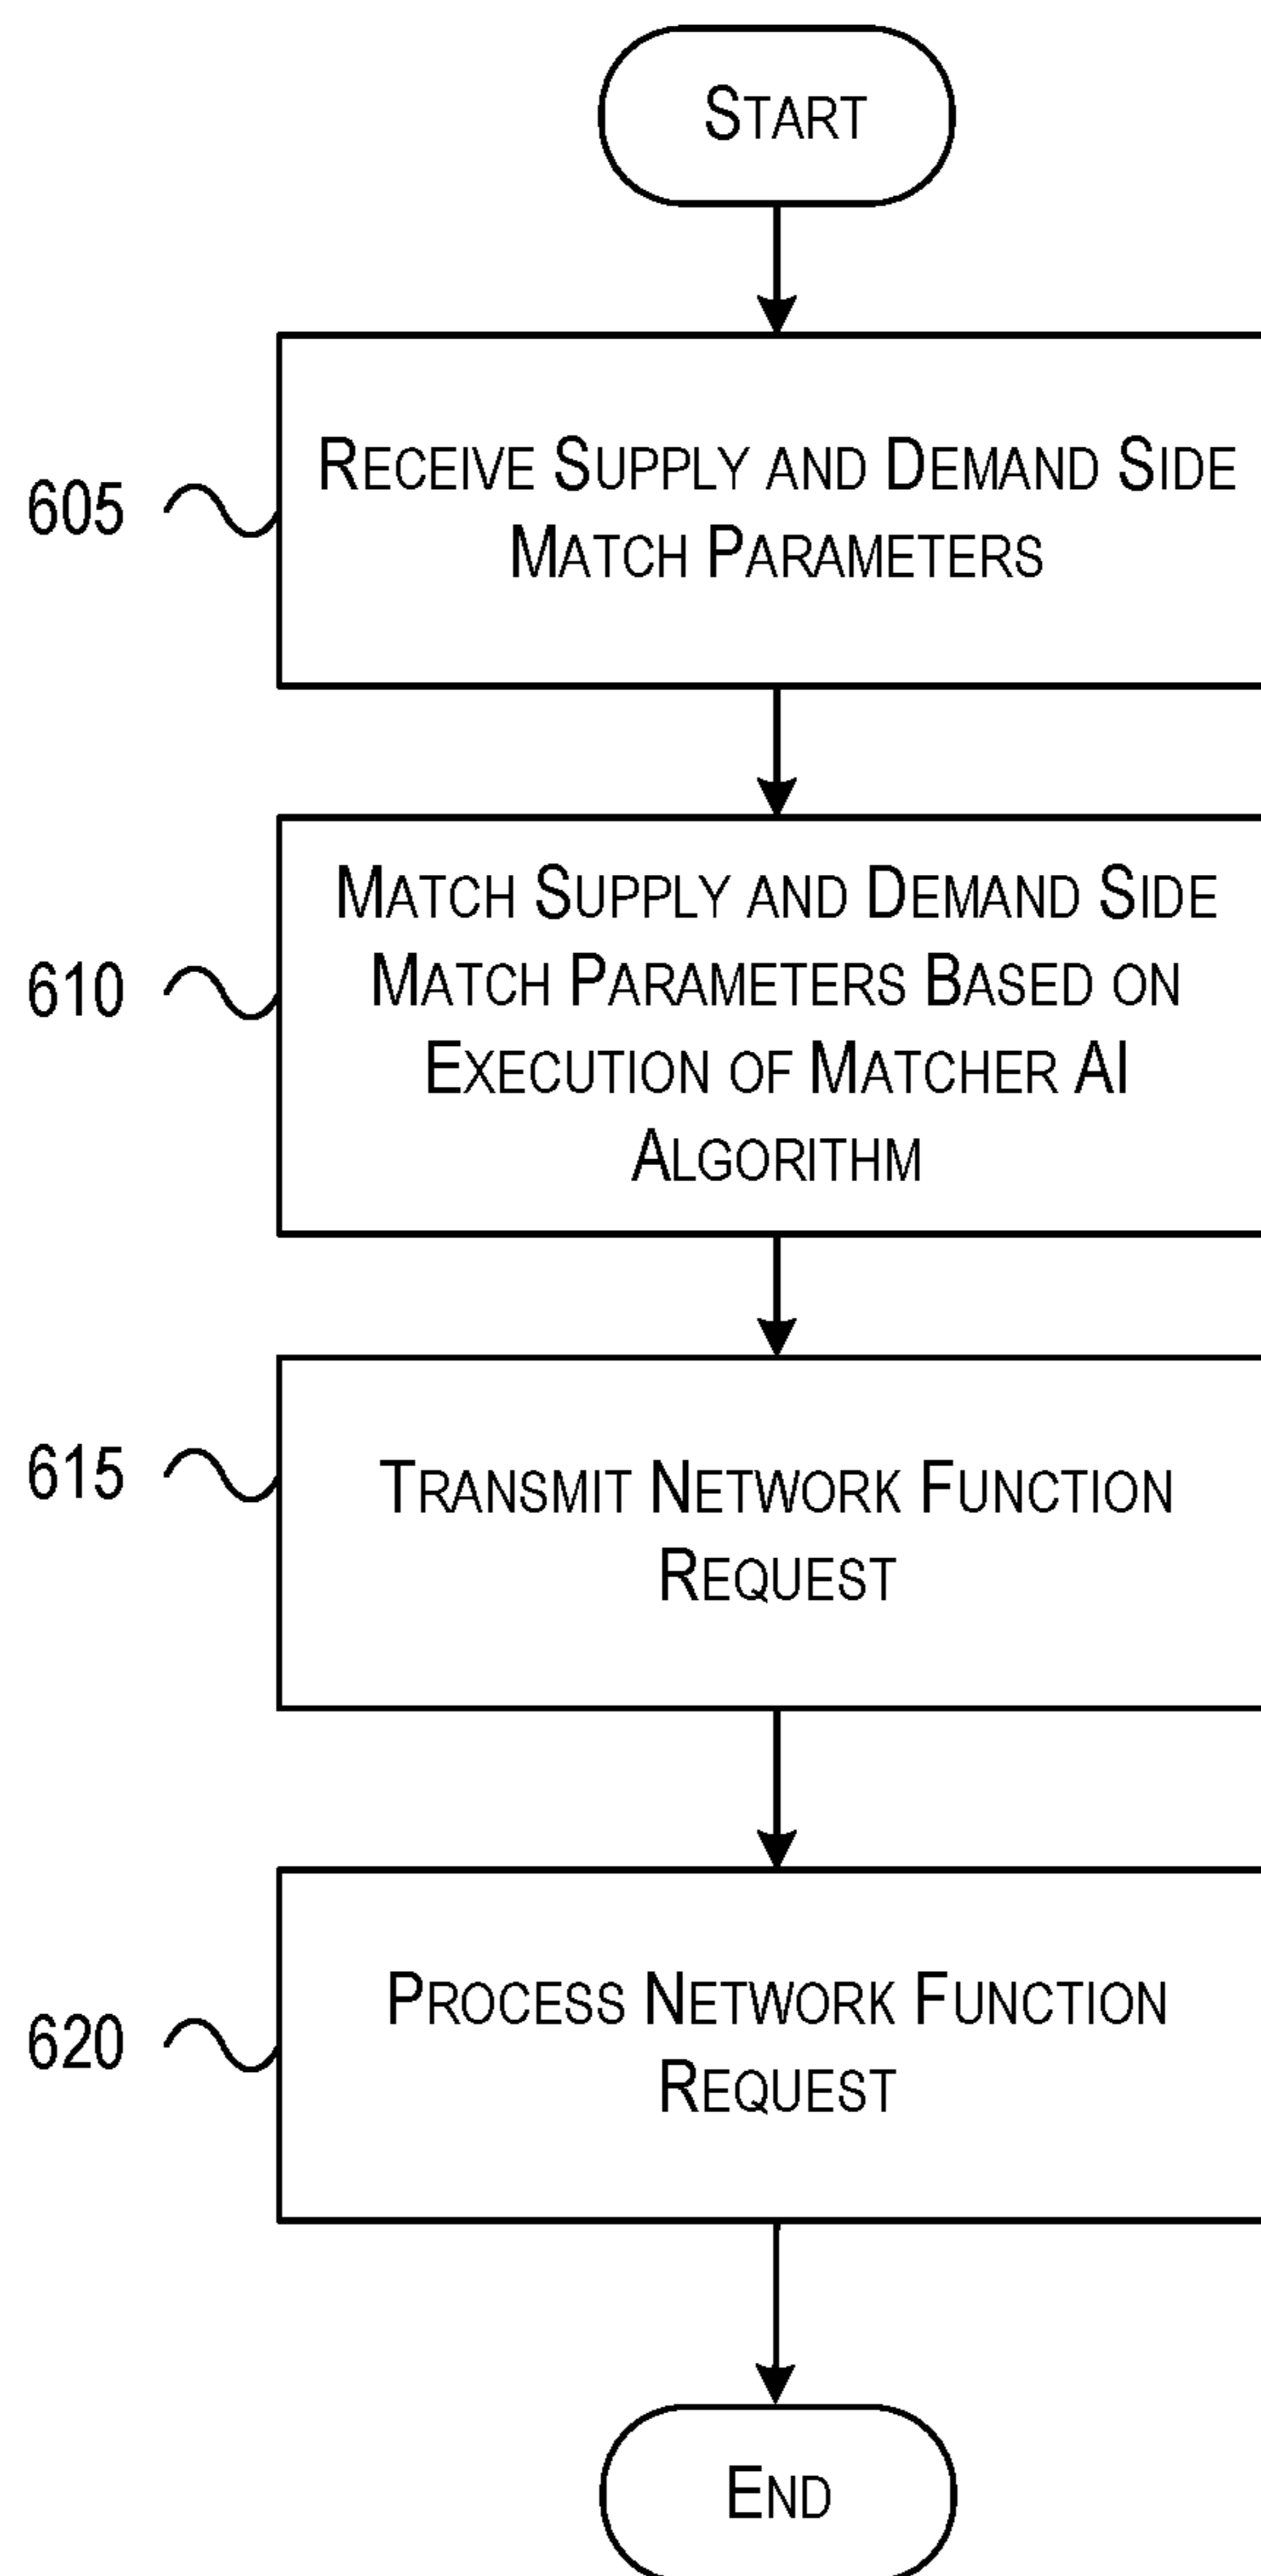 START
RECEIVE SUPPLY AND DEMAND SIDE
MATCH PARAMETERS
605
MATCH SUPPLY AND DEMAND SIDE
MATCH PARAMETERS BASED ON
EXECUTION OF MATCHER AI
ALGORITHM
610
TRANSMIT NETWORK FUNCTION
REQUEST
615
PROCESS NETWORK FUNCTION
REQUEST
620
END